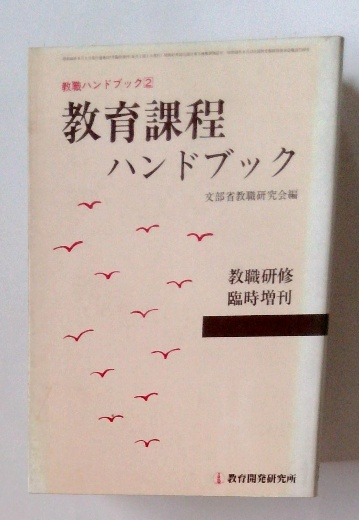 教職ハンドブック②
教育課程
ハンドブック
文部省教職研究会編
教職研修
臨時増刊
教育開発研究所